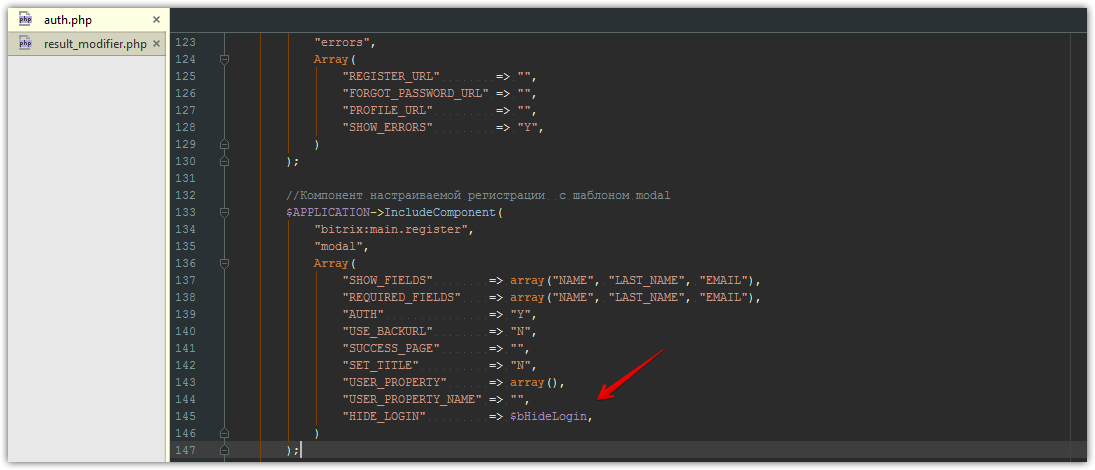 auth.php
result_modifier.php
123 "errors",
124 Array(
125 "REGISTER_URL" => "",
126 "FORGOT_PASSWORD_URL" => "",
127 "PROFILE_URL" => "",
128 "SHOW_ERRORS" => "Y",
129 )
130 );
131
132 //Компонент настраиваемой регистрации с шаблоном modal
133 $APPLICATION->IncludeComponent(
134 "bitrix:main.register",
135 "modal",
136 Array(
137 "SHOW_FIELDS" => array("NAME", "LAST_NAME", "EMAIL"),
138 "REQUIRED_FIELDS" => array("NAME", "LAST_NAME", "EMAIL"),
139 "AUTH" => "Y",
140 "USE_BACKURL" => "N",
141 "SUCCESS_PAGE" => "",
142 "SET_TITLE" => "N",
143 "USER_PROPERTY" => array(),
144 "USER_PROPERTY_NAME" => "",
145 "HIDE_LOGIN" => $bHideLogin,
146 )
147 );